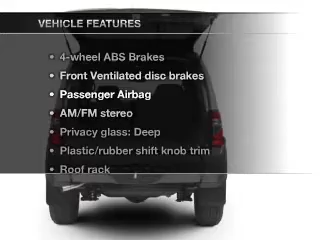 VEHICLE FEATURES
• 4-wheel ABS Brakes
• Front Ventilated disc brakes
• Passenger Airbag
• AM/FM stereo
• Privacy glass: Deep
• Plastic/rubber shift knob trim
• Roof rack